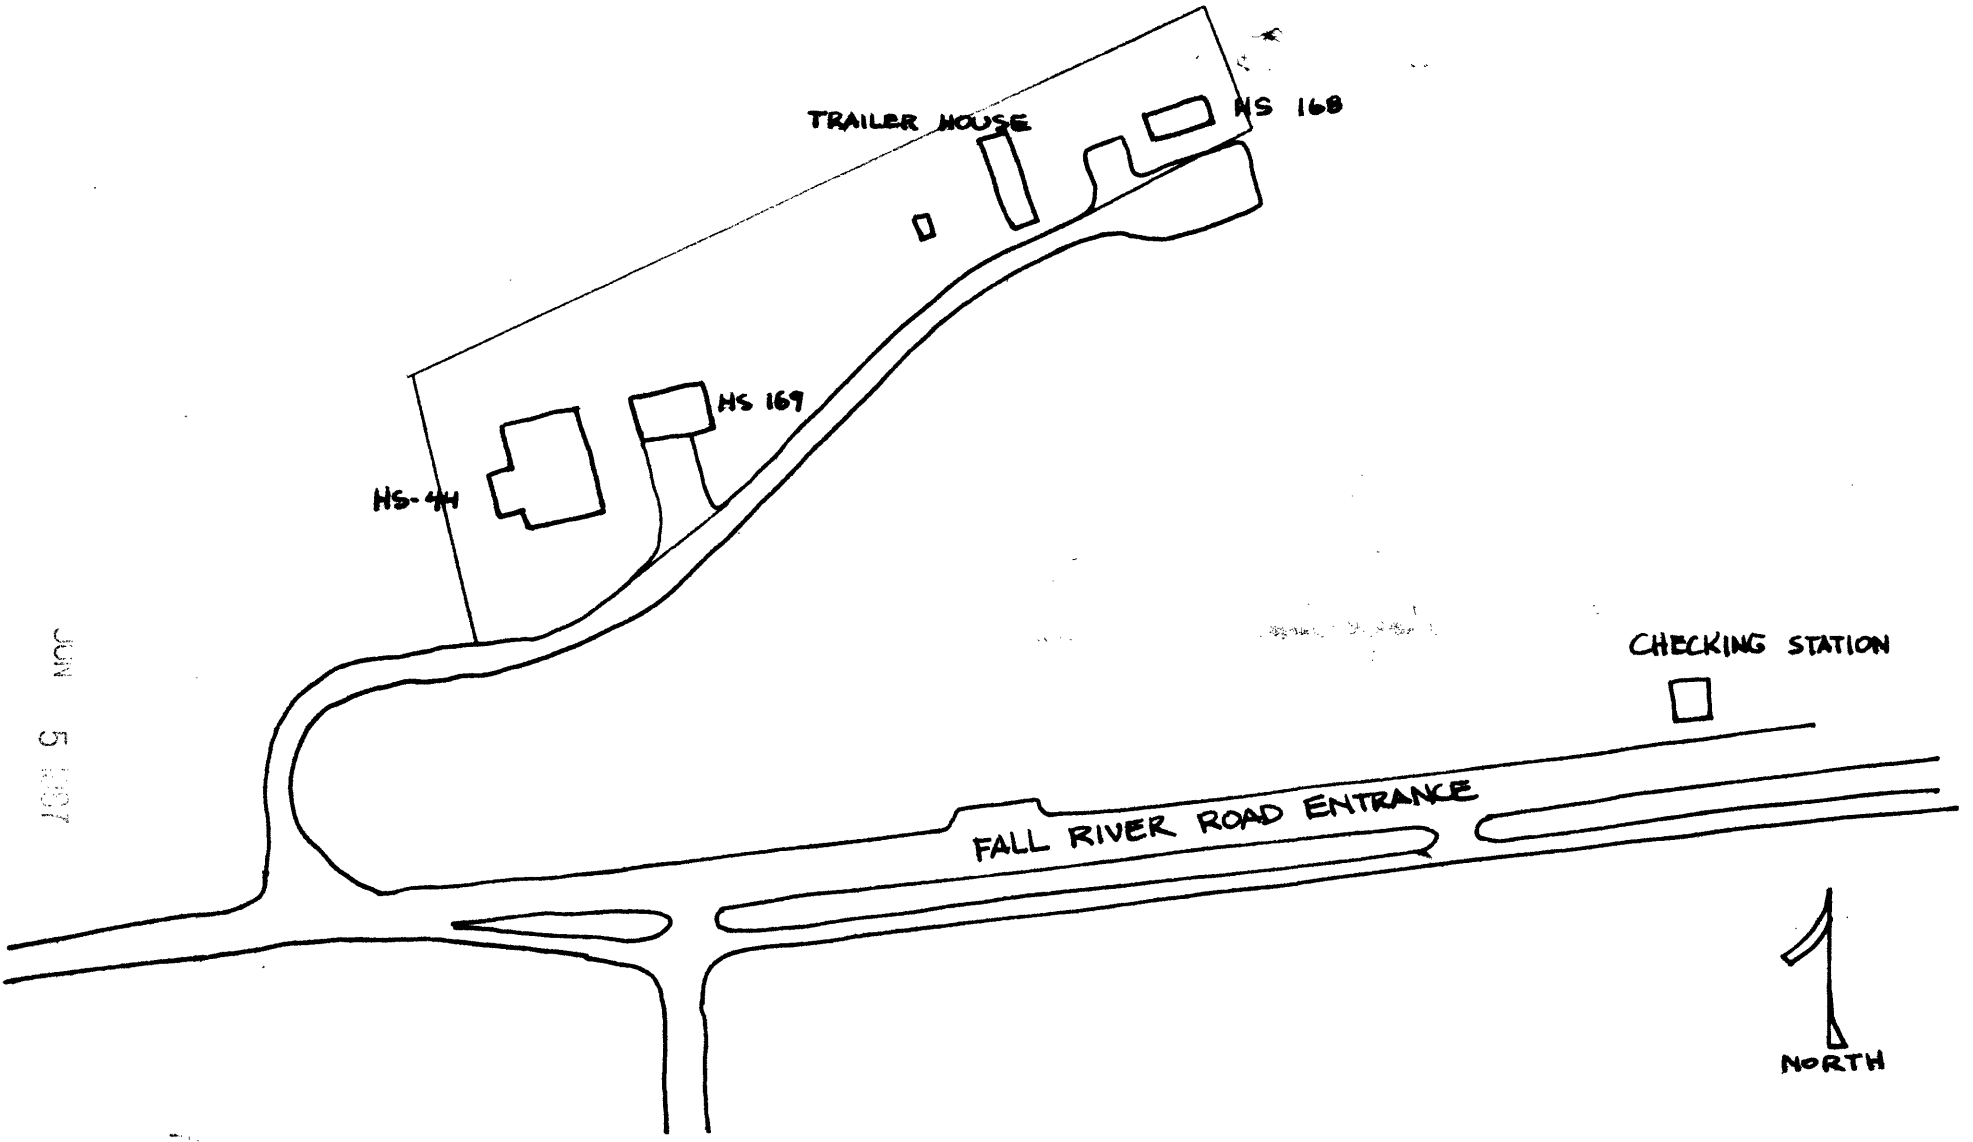 TRAILER HOUSE
HS 168
HS 169
HS-44
CHECKING STATION
FALL RIVER ROAD ENTRANCE
NORTH
JUN 5